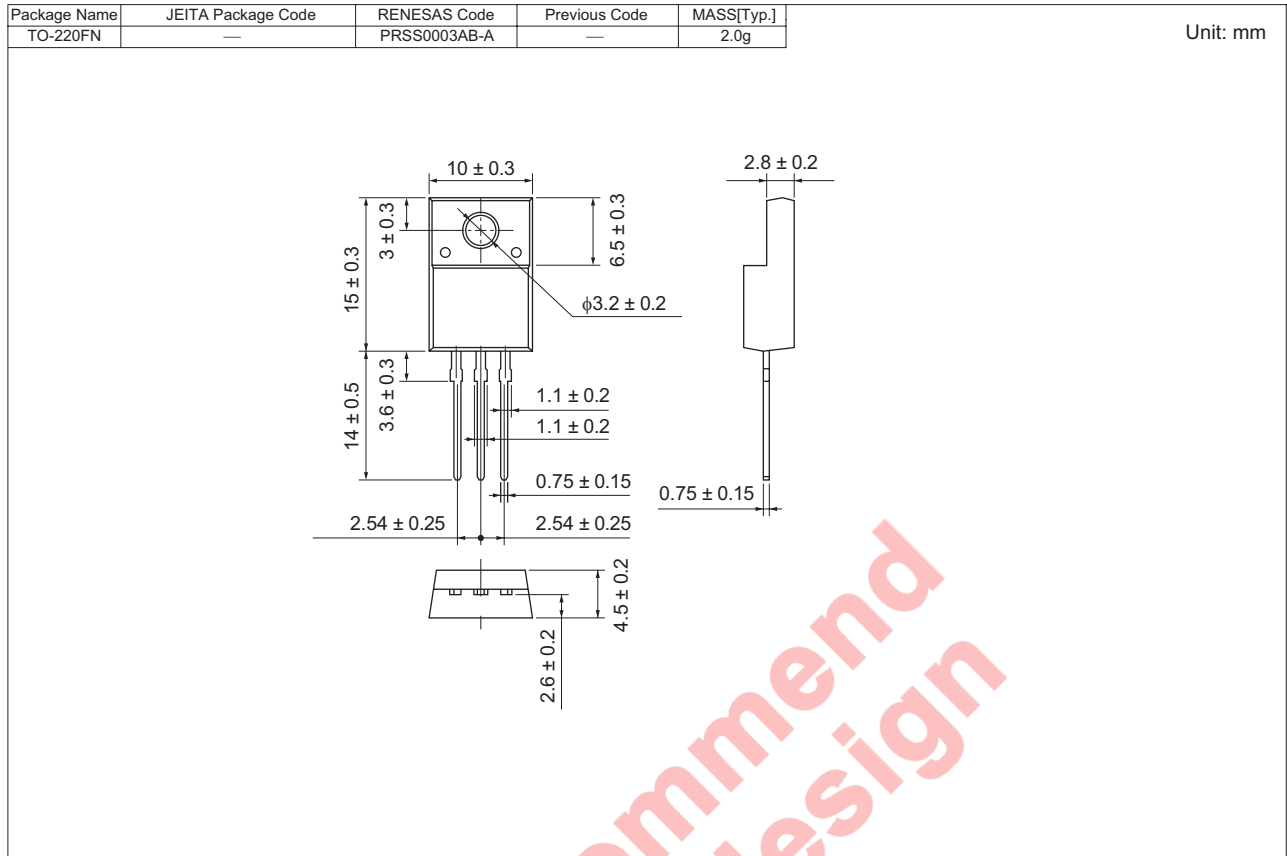 Package Name JEITA Package Code RENESAS Code Previous Code MASS[Typ.]
TO-220FN — PRSS0003AB-A — 2.0g
Unit: mm
10 ± 0.3
2.8 ± 0.2
3 ± 0.3
6.5 ± 0.3
15 ± 0.3
ϕ3.2 ± 0.2
3.6 ± 0.3
14 ± 0.5
1.1 ± 0.2
1.1 ± 0.2
0.75 ± 0.15
0.75 ± 0.15
2.54 ± 0.25
2.54 ± 0.25
4.5 ± 0.2
2.6 ± 0.2
design